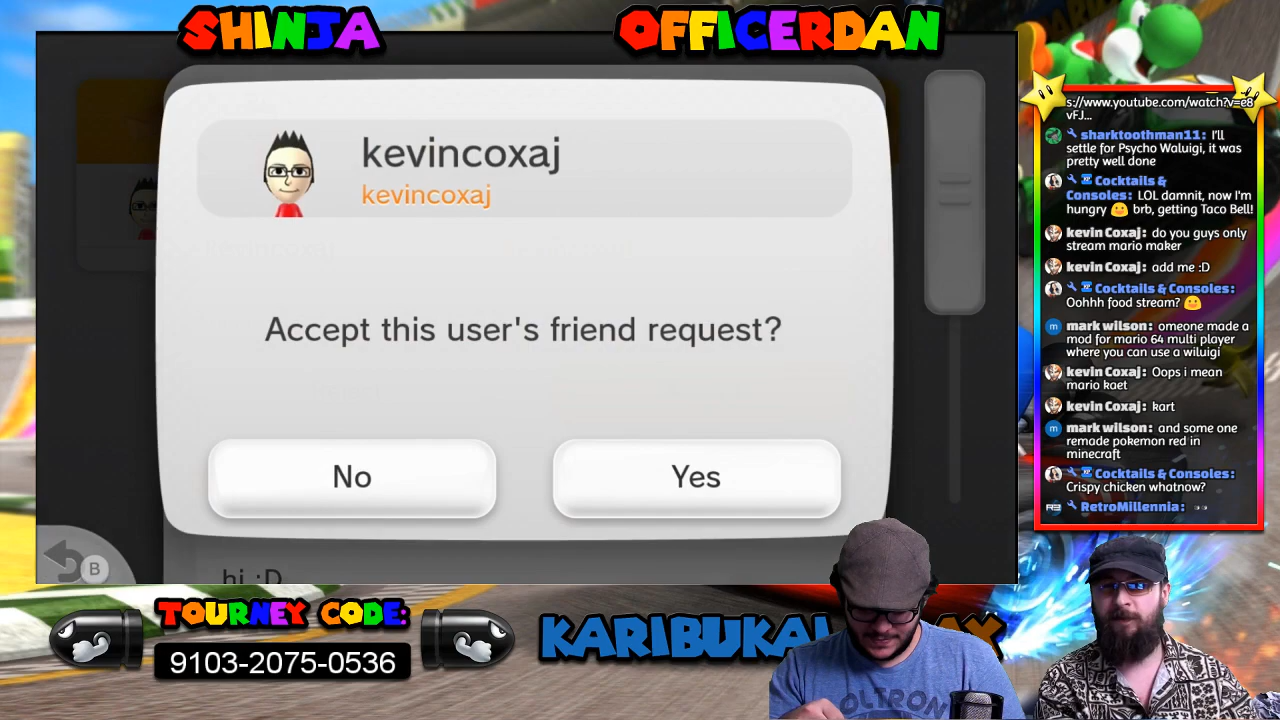 SHINJA
OFFICERDAN
kevincoxaj
kevincoxaj
Accept this user's friend request?
No
Yes
B
hi :D
s://www.youtube.com/watch?v=e8
vFJ...
sharktoothman11: I'll
settle for Psycho Waluigi, it was
pretty well done
Cocktails &
Consoles: LOL damnit, now I'm
hungry 😛 brb, getting Taco Bell!
kevin Coxaj: do you guys only
stream mario maker
kevin Coxaj: add me :D
Cocktails & Consoles:
Oohhh food stream? 😛
m mark wilson: omeone made a
mod for mario 64 multi player
where you can use a wiluigi
kevin Coxaj: Oops i mean
mario kaet
kevin Coxaj: kart
m mark wilson: and some one
remade pokemon red in
minecraft
Cocktails & Consoles:
Crispy chicken whatnow?
RetroMillennia: 👀
TOURNEY CODE:
9103-2075-0536
OLTRON